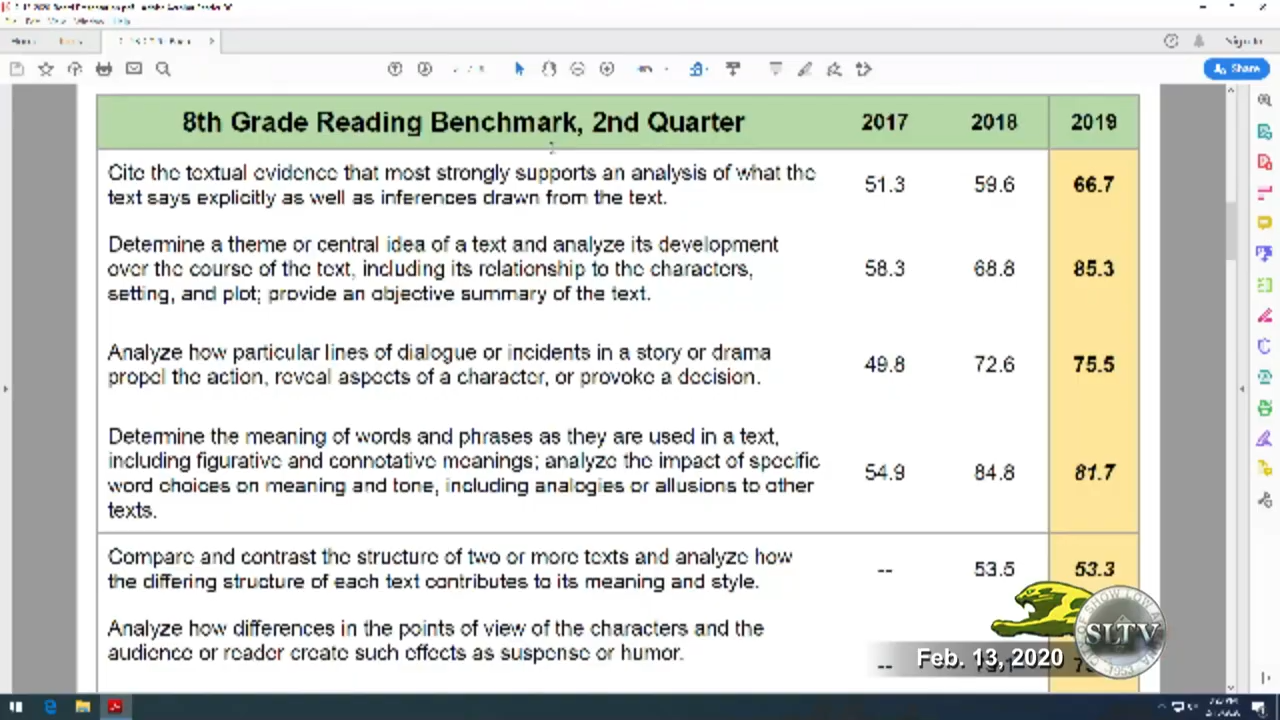 Share
8th Grade Reading Benchmark, 2nd Quarter 2017 2018 2019
Cite the textual evidence that most strongly supports an analysis of what the
text says explicitly as well as inferences drawn from the text.
51.3 59.6 66.7
Determine a theme or central idea of a text and analyze its development
over the course of the text, including its relationship to the characters,
setting, and plot; provide an objective summary of the text.
58.3 68.8 85.3
Analyze how particular lines of dialogue or incidents in a story or drama
propel the action, reveal aspects of a character, or provoke a decision.
49.8 72.6 75.5
Determine the meaning of words and phrases as they are used in a text,
including figurative and connotative meanings; analyze the impact of specific
word choices on meaning and tone, including analogies or allusions to other
texts.
54.9 84.8 81.7
Compare and contrast the structure of two or more texts and analyze how
the differing structure of each text contributes to its meaning and style.
-- 53.5 53.3
Analyze how differences in the points of view of the characters and the
audience or reader create such effects as suspense or humor.
--
SLTV
Feb. 13, 2020